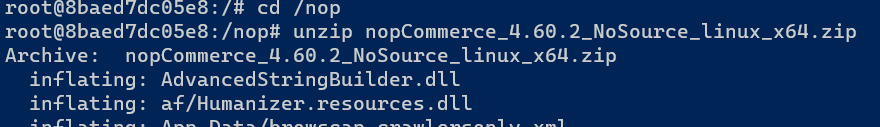 root@8baed7dc05e8:/# cd /nop
root@8baed7dc05e8:/nop# unzip nopCommerce_4.60.2_NoSource_linux_x64.zip
Archive:  nopCommerce_4.60.2_NoSource_linux_x64.zip
  inflating: AdvancedStringBuilder.dll
  inflating: af/Humanizer.resources.dll
  inflating: App_Data/browscap.crawlersonly.xml